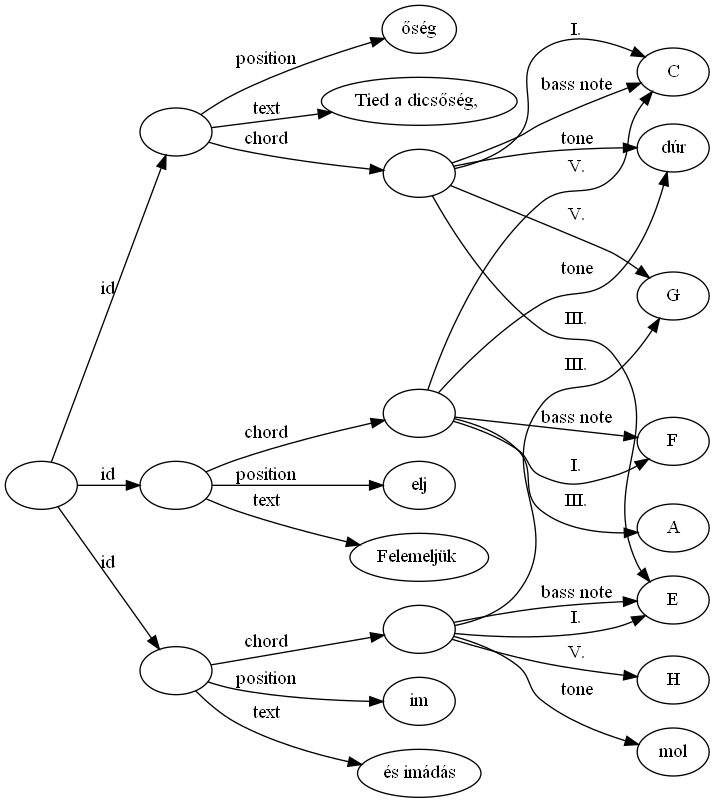 őség
I.
position
C
bass note
Tied a dicsőség,
text
tone
chord
dúr
V.
V.
tone
id
G
III.
III.
bass note
chord
F
I.
id
position
elj
text
III.
A
Felemeljük
id
bass note
E
I.
chord
V.
position
H
tone
im
text
mol
és imádás